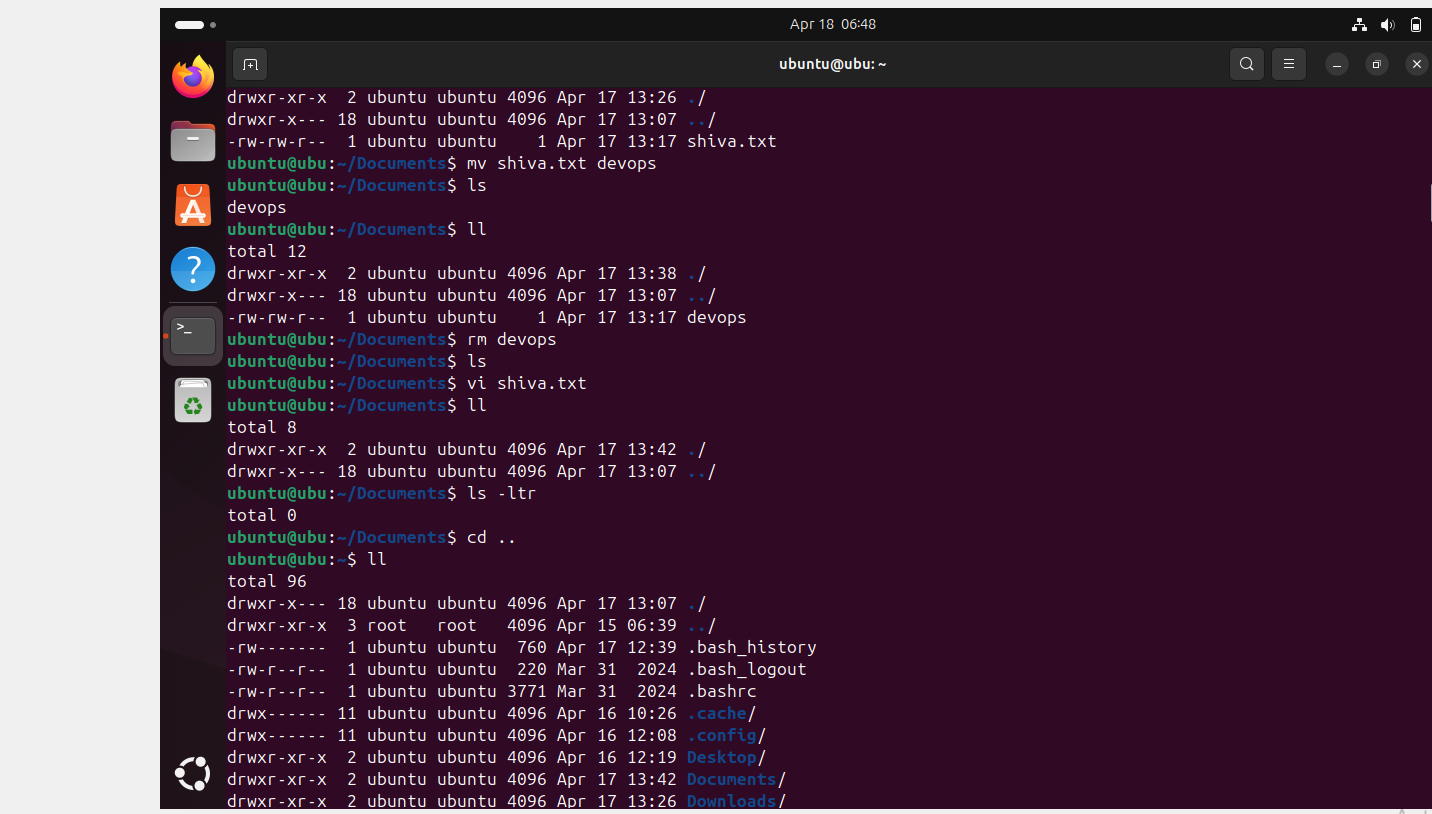 Apr 18 06:48
ubuntu@ubu: ~
drwxr-xr-x  2 ubuntu ubuntu 4096 Apr 17 13:26 ./
drwxr-x--- 18 ubuntu ubuntu 4096 Apr 17 13:07 ../
-rw-rw-r--  1 ubuntu ubuntu    1 Apr 17 13:17 shiva.txt
ubuntu@ubu:~/Documents$ mv shiva.txt devops
ubuntu@ubu:~/Documents$ ls
devops
ubuntu@ubu:~/Documents$ ll
total 12
drwxr-xr-x  2 ubuntu ubuntu 4096 Apr 17 13:38 ./
drwxr-x--- 18 ubuntu ubuntu 4096 Apr 17 13:07 ../
-rw-rw-r--  1 ubuntu ubuntu    1 Apr 17 13:17 devops
ubuntu@ubu:~/Documents$ rm devops
ubuntu@ubu:~/Documents$ ls
ubuntu@ubu:~/Documents$ vi shiva.txt
ubuntu@ubu:~/Documents$ ll
total 8
drwxr-xr-x  2 ubuntu ubuntu 4096 Apr 17 13:42 ./
drwxr-x--- 18 ubuntu ubuntu 4096 Apr 17 13:07 ../
ubuntu@ubu:~/Documents$ ls -ltr
total 0
ubuntu@ubu:~/Documents$ cd ..
ubuntu@ubu:~$ ll
total 96
drwxr-x--- 18 ubuntu ubuntu 4096 Apr 17 13:07 ./
drwxr-xr-x  3 root   root   4096 Apr 15 06:39 ../
-rw-------  1 ubuntu ubuntu  760 Apr 17 12:39 .bash_history
-rw-r--r--  1 ubuntu ubuntu  220 Mar 31  2024 .bash_logout
-rw-r--r--  1 ubuntu ubuntu 3771 Mar 31  2024 .bashrc
drwx------ 11 ubuntu ubuntu 4096 Apr 16 10:26 .cache/
drwx------ 11 ubuntu ubuntu 4096 Apr 16 12:08 .config/
drwxr-xr-x  2 ubuntu ubuntu 4096 Apr 16 12:19 Desktop/
drwxr-xr-x  2 ubuntu ubuntu 4096 Apr 17 13:42 Documents/
drwxr-xr-x  2 ubuntu ubuntu 4096 Apr 17 13:26 Downloads/